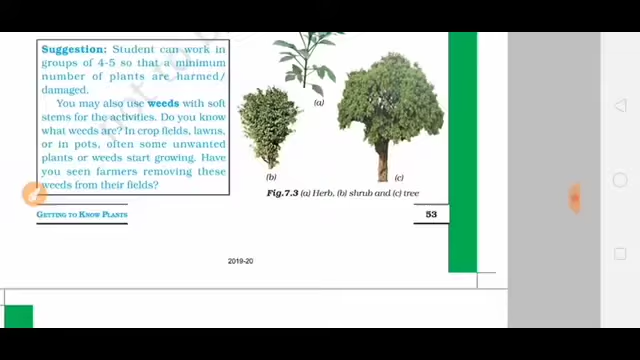 Suggestion: Student can work in
groups of 4-5 so that a minimum
number of plants are harmed/
damaged.
You may also use weeds with soft
stems for the activities. Do you know
what weeds are? In crop fields, lawns,
or in pots, often some unwanted
plants or weeds start growing. Have
you seen farmers removing these
weeds from their fields?
(a)
(b)
(c)
Fig.7.3 (a) Herb, (b) shrub and (c) tree
GETTING TO KNOW PLANTS
53
2019-20